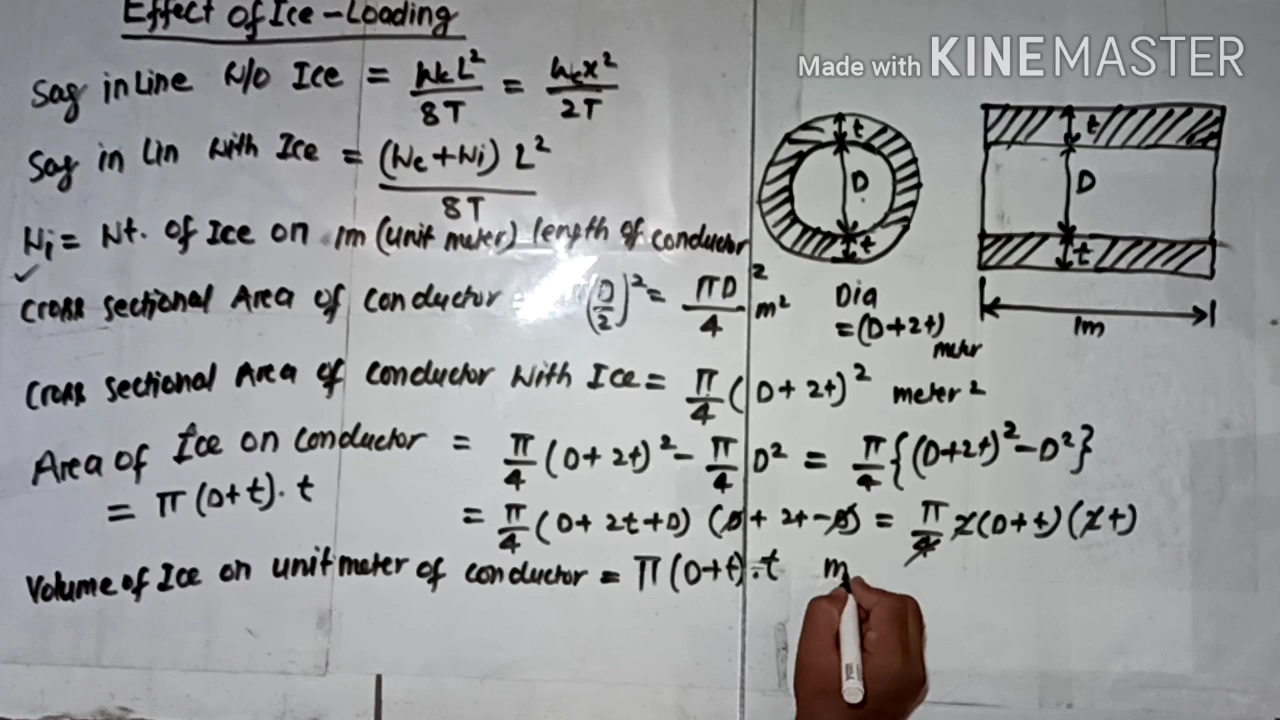 Effect of Ice-Loading
Made with KINEMASTER
Sag in Line W/O Ice = WcL²/8T = Wcx²/2T
Sag in Lin with Ice = (Wc+Wi) L²/8T
Wi = Wt. of Ice on 1m (unit meter) length of conductor
Cross sectional Area of conductor (D/2)² = πD²/4 m²
t
D
t
t
D
t
Dia
=(D+2t) meter
1m
Cross sectional Area of conductor with Ice = π/4 (D+2t)² meter²
Area of Ice on conductor = π/4 (D+2t)² - π/4 D² = π/4 {(D+2t)² - D²}
= π(D+t).t
= π/4 (D+2t+D) (D+2t-D) = π/4 2(D+t)(2t)
Volume of Ice on unit meter of conductor = π(D+t).t m